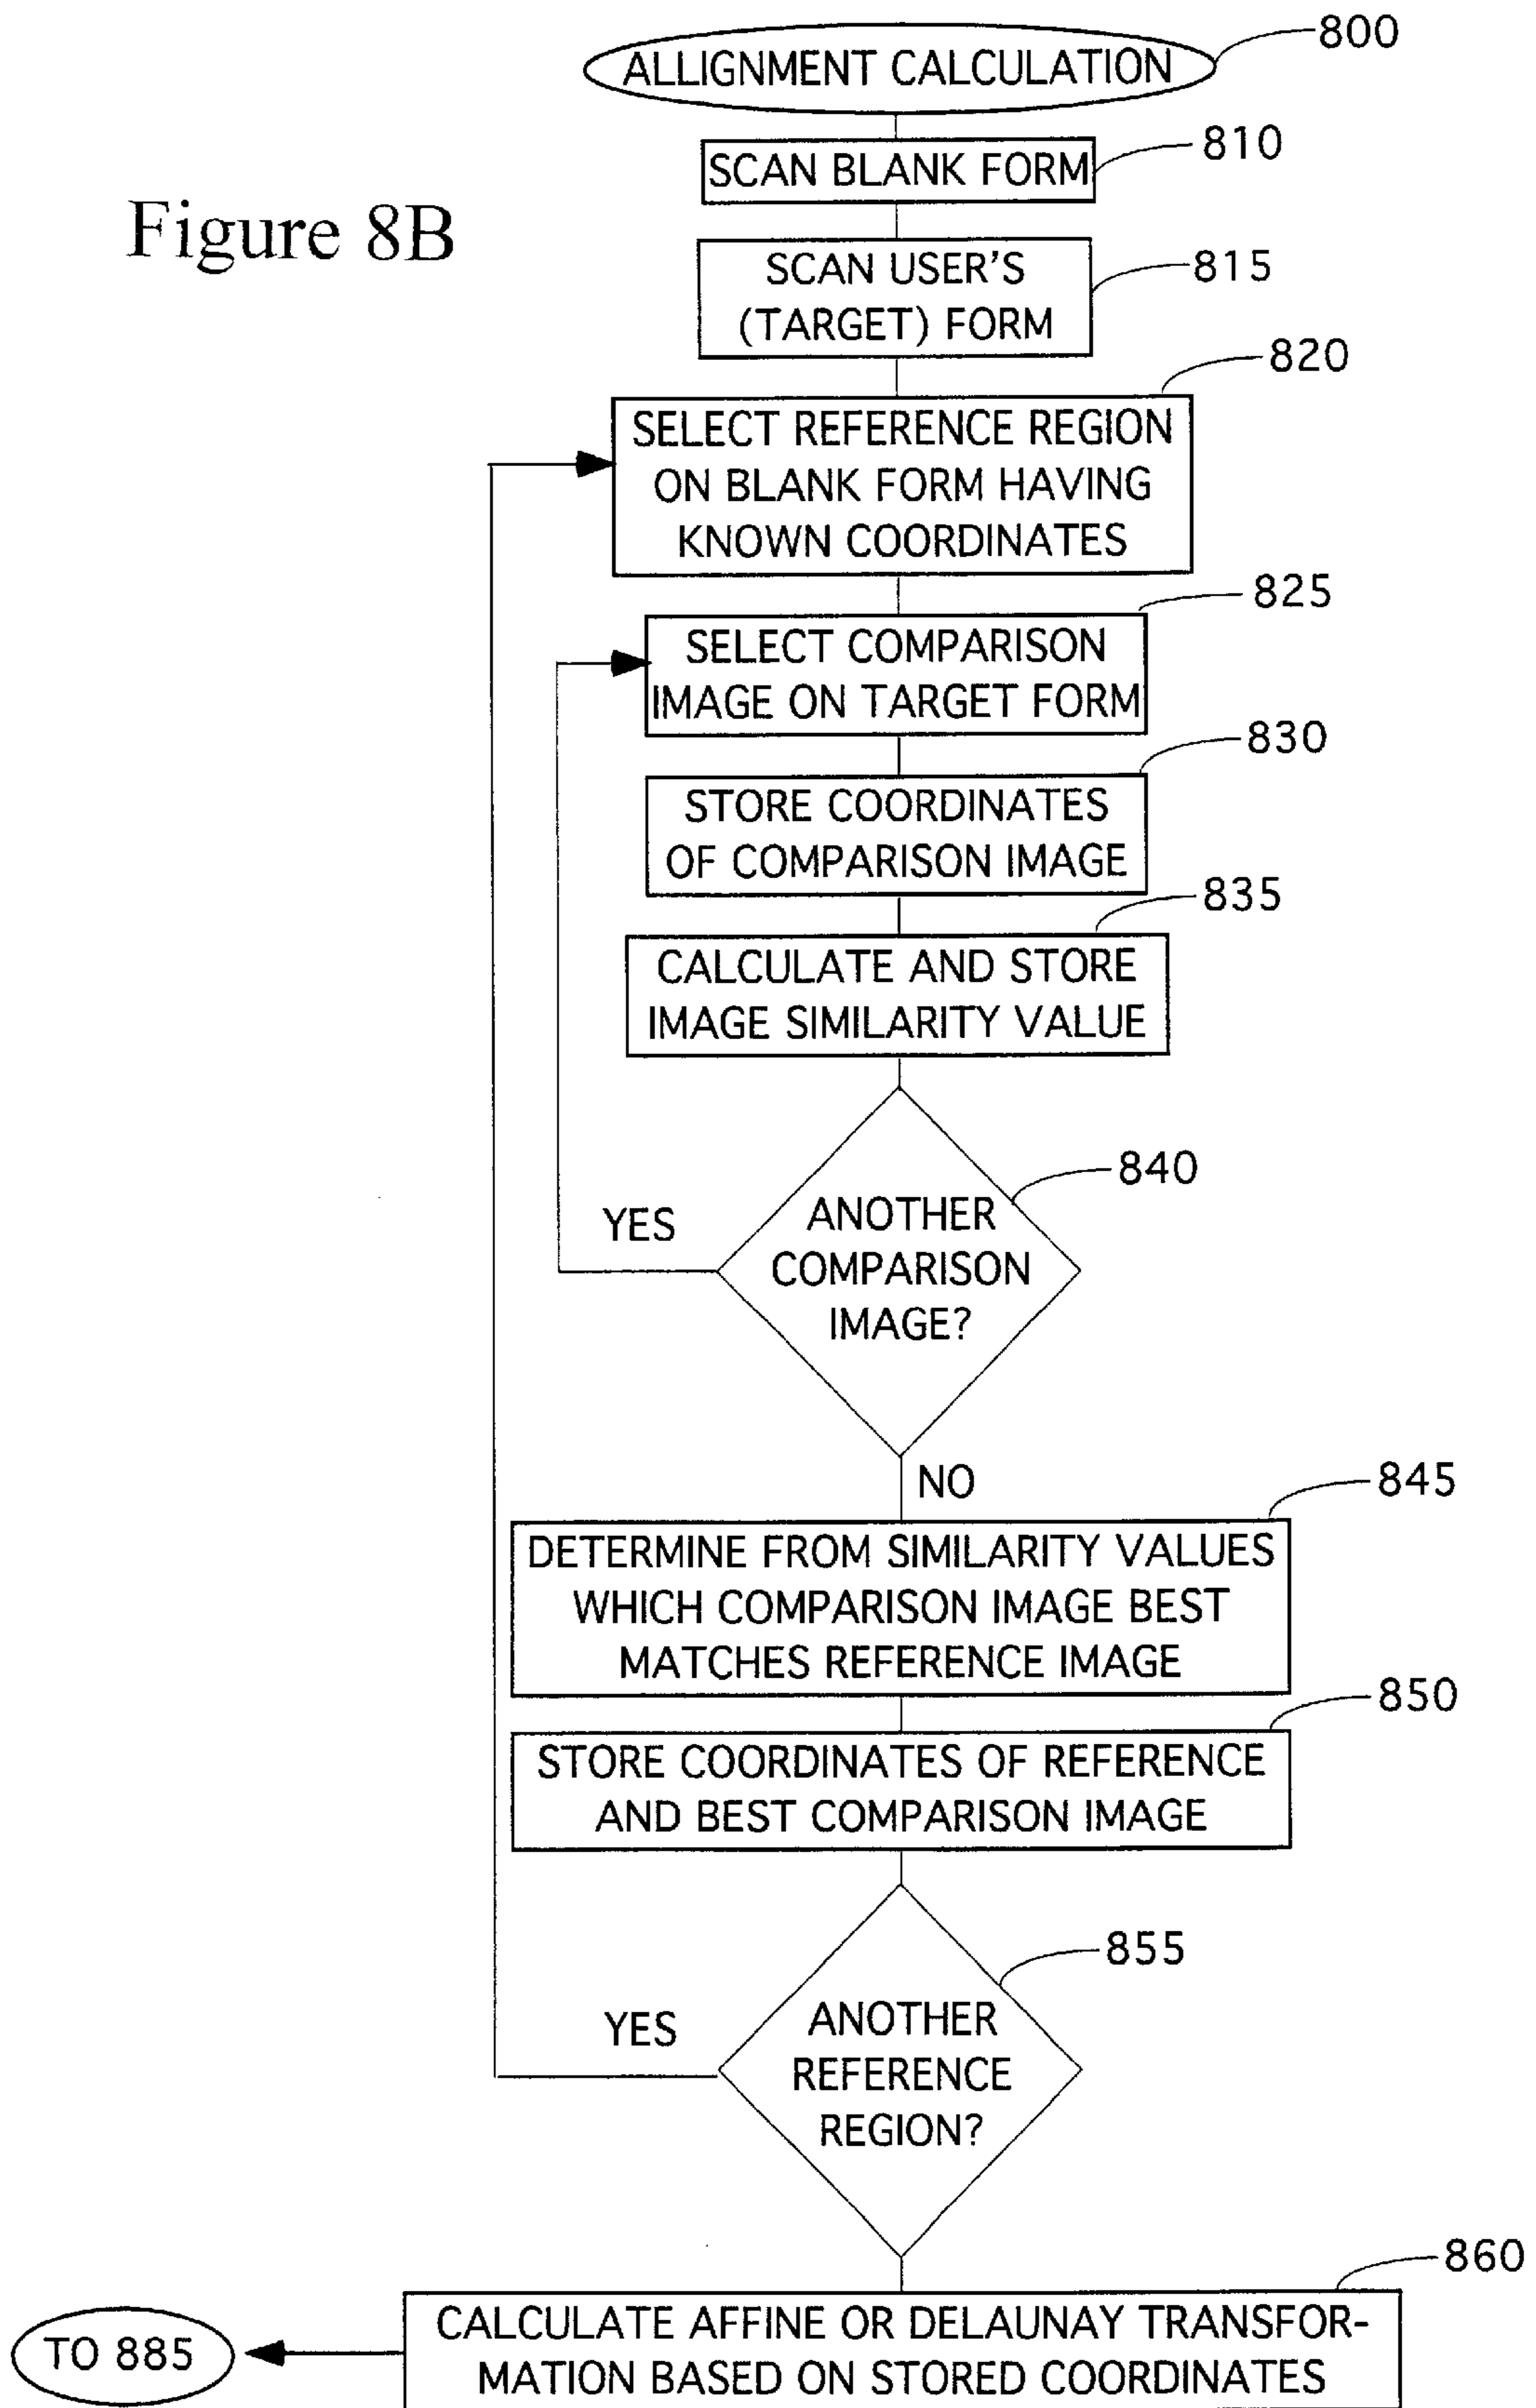 800
ALLIGNMENT CALCULATION
810
SCAN BLANK FORM
Figure 8B
815
SCAN USER'S
(TARGET) FORM
820
SELECT REFERENCE REGION
ON BLANK FORM HAVING
KNOWN COORDINATES
825
SELECT COMPARISON
IMAGE ON TARGET FORM
830
STORE COORDINATES
OF COMPARISON IMAGE
835
CALCULATE AND STORE
IMAGE SIMILARITY VALUE
840
YES
ANOTHER
COMPARISON
IMAGE?
NO
845
DETERMINE FROM SIMILARITY VALUES
WHICH COMPARISON IMAGE BEST
MATCHES REFERENCE IMAGE
850
STORE COORDINATES OF REFERENCE
AND BEST COMPARISON IMAGE
855
YES
ANOTHER
REFERENCE
REGION?
860
CALCULATE AFFINE OR DELAUNAY TRANSFOR-
MATION BASED ON STORED COORDINATES
TO 885